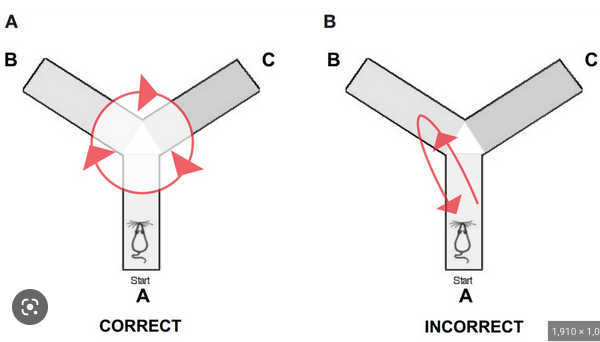 A
B
B
C
B
C
Start
A
Start
A
CORRECT
INCORRECT
1,910 × 1,0